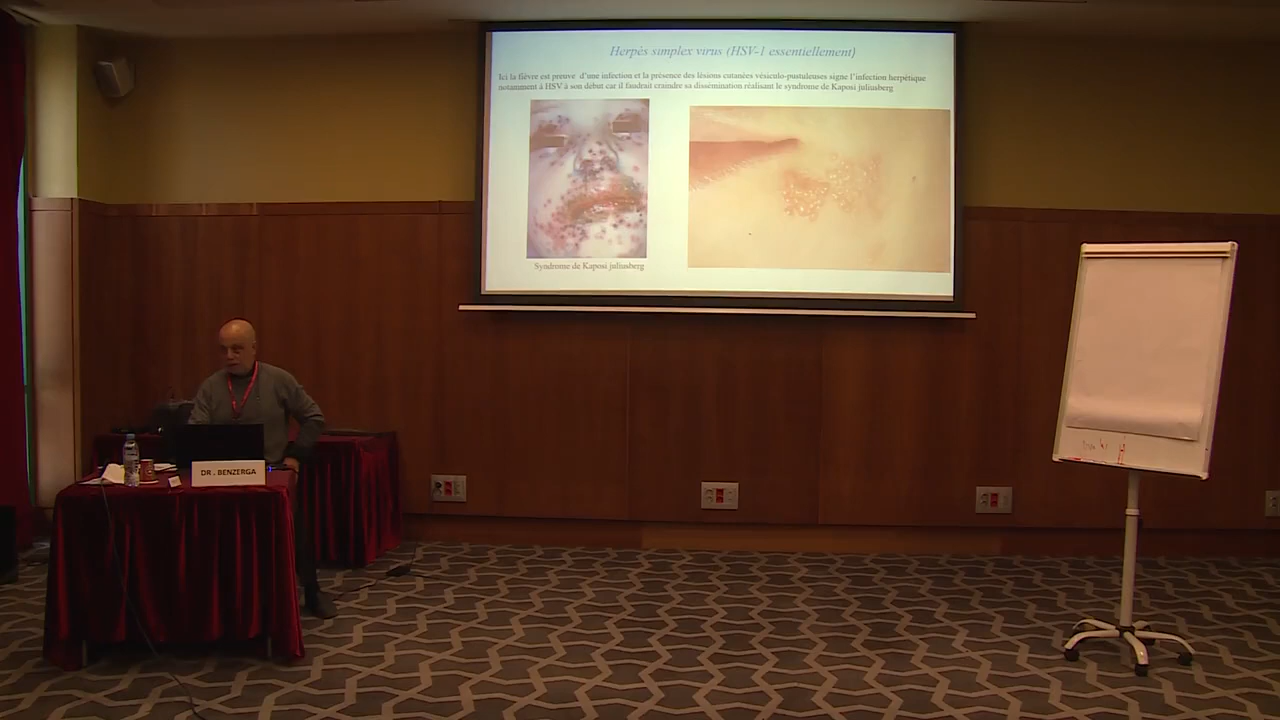 Herpès simplex virus (HSV-1 essentiellement)
Ici la fièvre est preuve d'une infection et la présence des lésions cutanées vésiculo-pustuleuses signe l'infection herpétique
notamment à HSV à son début car il faudrait craindre sa dissémination réalisant le syndrome de Kaposi juliusberg
Syndrome de Kaposi juliusberg
DR . BENZERGA